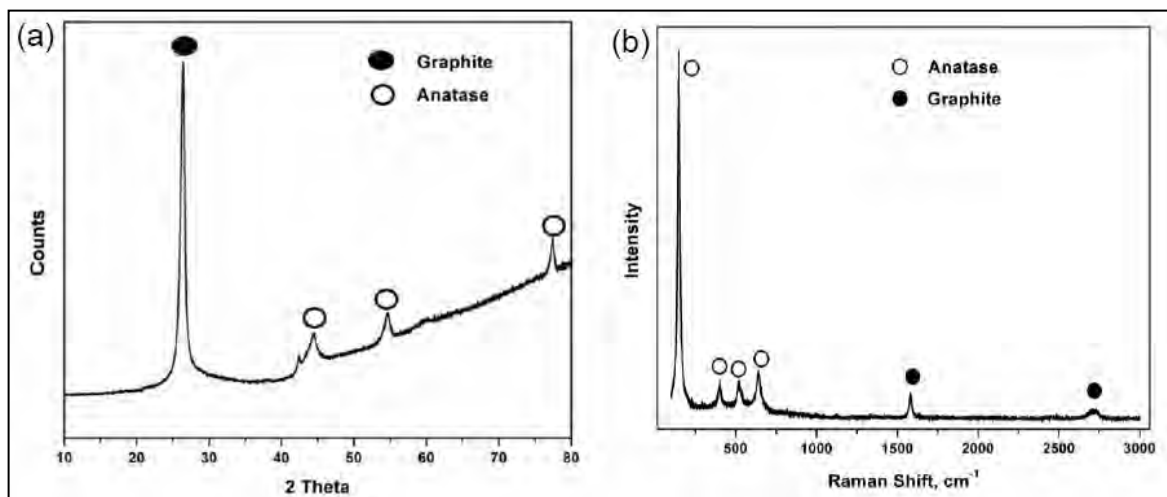 (a)
Graphite
Anatase
Counts
10 20 30 40 50 60 70 80
2 Theta
(b)
Anatase
Graphite
Intensity
500 1000 1500 2000 2500 3000
Raman Shift, cm⁻¹